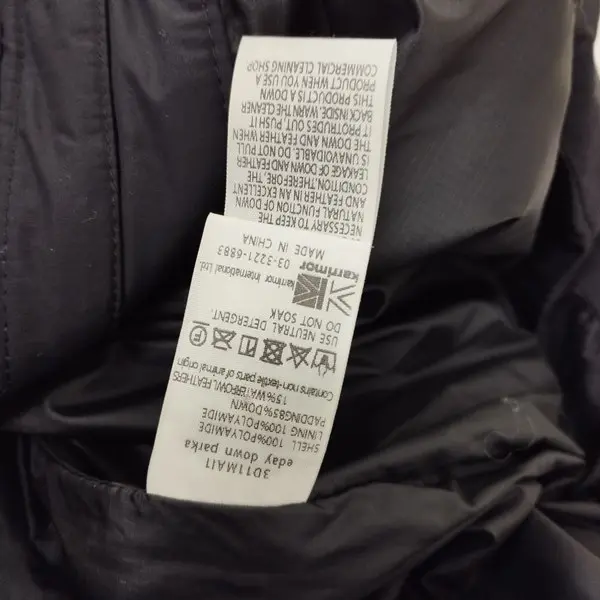 3D11MAI1
eday down parka
SHELL 100%POLYAMIDE
LINING 100%POLYAMIDE
PADDING85%DOWN
15%WATERFOWLFEATHERS
Contains non-textile parts of animal origin
F
USE NEUTRAL DETERGENT.
DO NOT SOAK
karrimor
karrimor international Ltd.
03-3221-6883
MADE IN CHINA
NECESSARY TO KEEP THE
NATURAL FUNCTION OF DOWN.
IN AN EXCELLENT
CONDITION.THEREFORE THE
LEAKAGE OF DOWN AND FEATHER
IS UNAVOIDABLE. DO NOT PULL
THE DOWN AND FEATHER WHEN
IT PROTRUDES OUT. PUSH IT
BACK INSIDE. WARN THE CLEANER
THIS PRODUCT IS A DOWN
PRODUCT WHEN YOU USE A
COMMERCIAL CLEANING SHOP